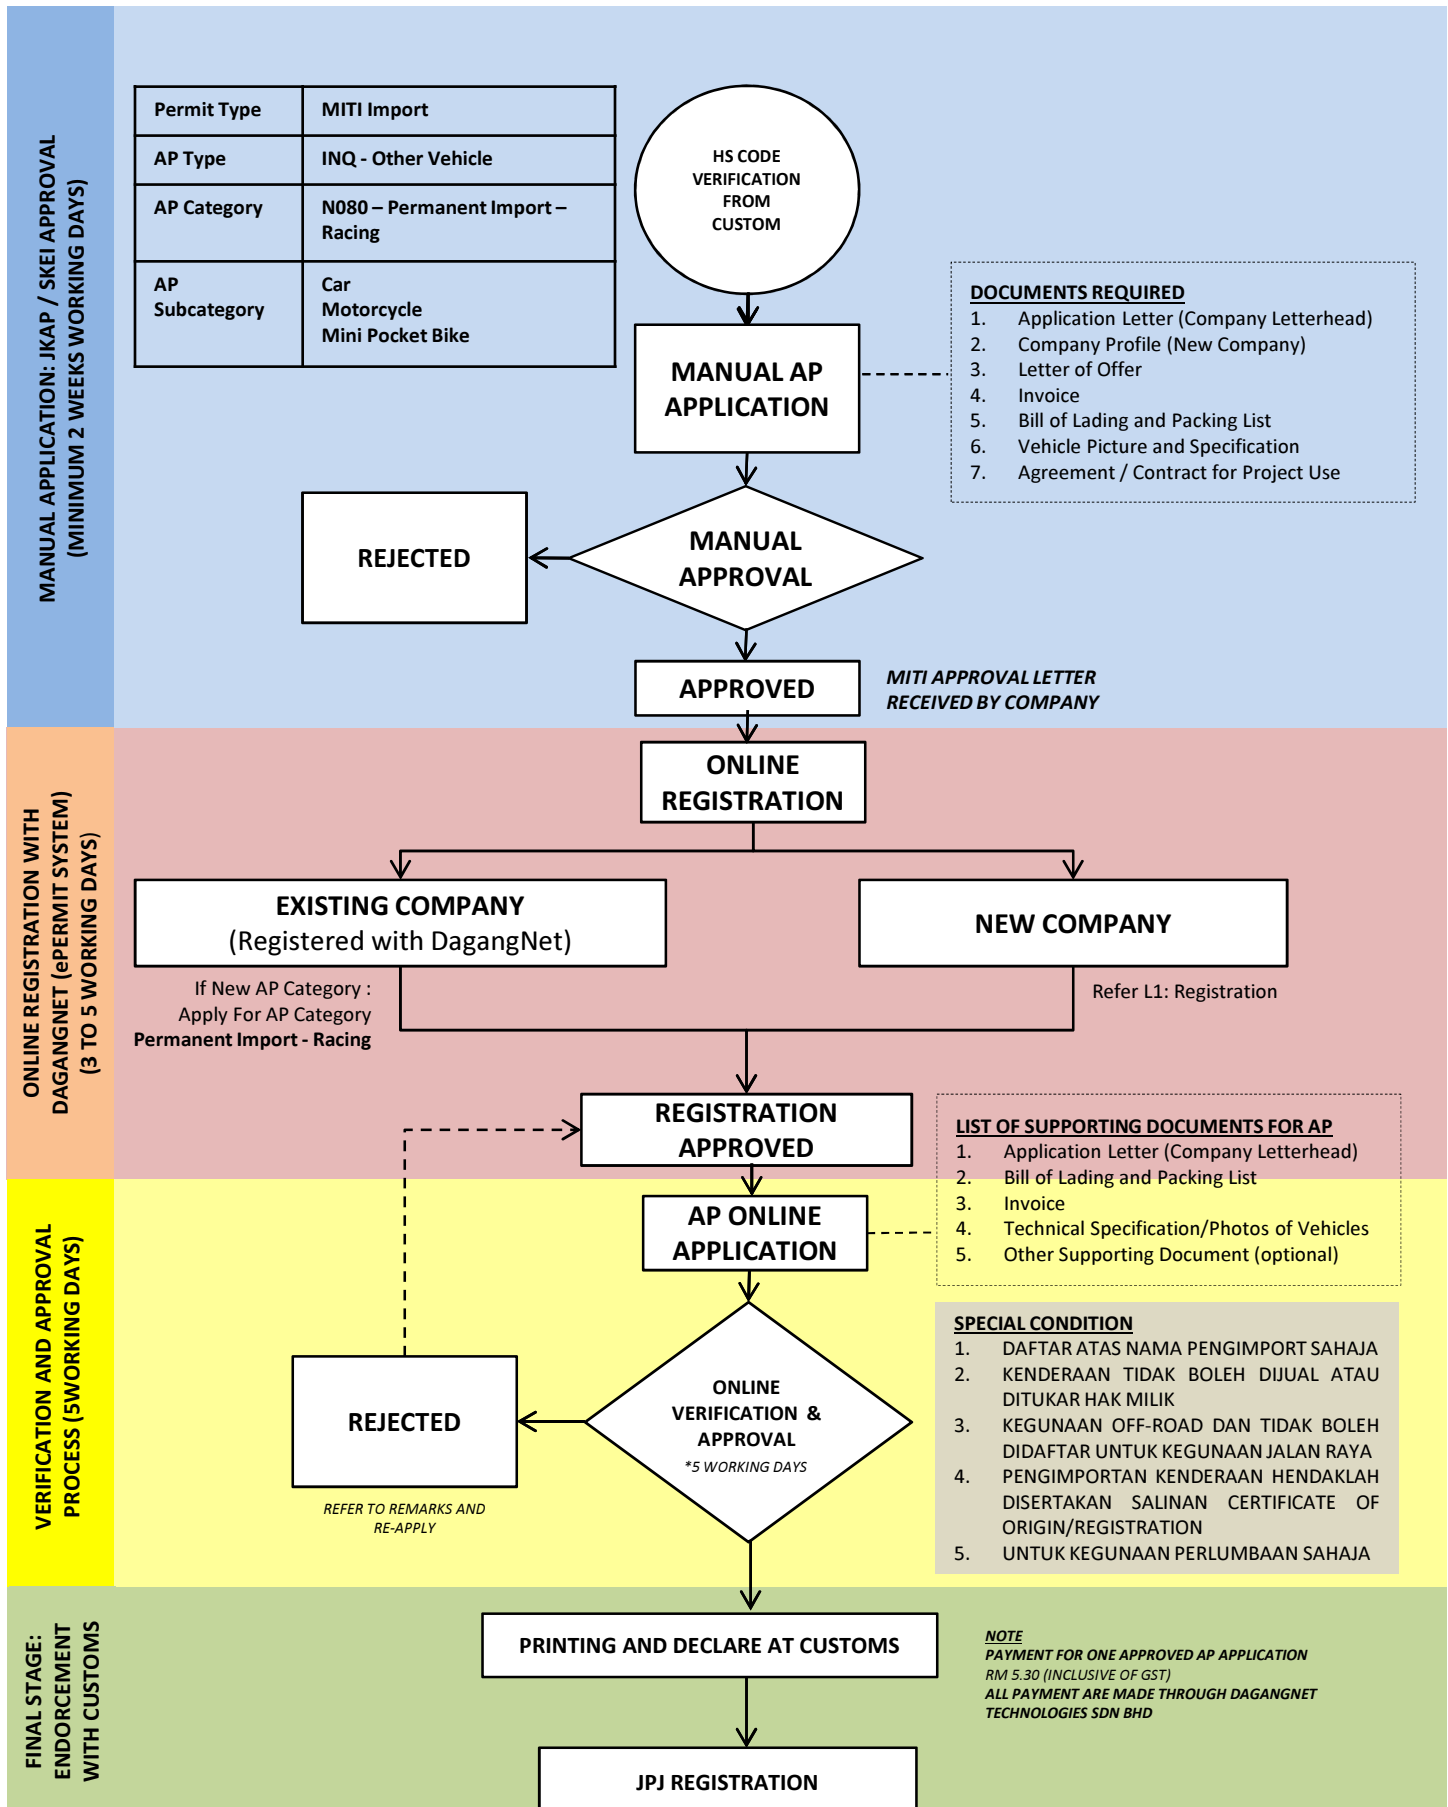 MANUAL APPLICATION: JKAP / SKEI APPROVAL
(MINIMUM 2 WEEKS WORKING DAYS)
Permit Type
MITI Import
AP Type
INQ - Other Vehicle
AP Category
N080 – Permanent Import –
Racing
AP
Subcategory
Car
Motorcycle
Mini Pocket Bike
HS CODE
VERIFICATION
FROM
CUSTOM
MANUAL AP
APPLICATION
DOCUMENTS REQUIRED
1. Application Letter (Company Letterhead)
2. Company Profile (New Company)
3. Letter of Offer
4. Invoice
5. Bill of Lading and Packing List
6. Vehicle Picture and Specification
7. Agreement / Contract for Project Use
MANUAL
APPROVAL
REJECTED
APPROVED
MITI APPROVAL LETTER
RECEIVED BY COMPANY
ONLINE REGISTRATION WITH
DAGANGNET (ePERMIT SYSTEM)
(3 TO 5 WORKING DAYS)
ONLINE
REGISTRATION
EXISTING COMPANY
(Registered with DagangNet)
NEW COMPANY
If New AP Category :
Apply For AP Category
Permanent Import - Racing
Refer L1: Registration
REGISTRATION
APPROVED
LIST OF SUPPORTING DOCUMENTS FOR AP
1. Application Letter (Company Letterhead)
2. Bill of Lading and Packing List
3. Invoice
4. Technical Specification/Photos of Vehicles
5. Other Supporting Document (optional)
VERIFICATION AND APPROVAL
PROCESS (5WORKING DAYS)
AP ONLINE
APPLICATION
ONLINE
VERIFICATION &
APPROVAL
*5 WORKING DAYS
REJECTED
REFER TO REMARKS AND
RE-APPLY
SPECIAL CONDITION
1. DAFTAR ATAS NAMA PENGIMPORT SAHAJA
2. KENDERAAN TIDAK BOLEH DIJUAL ATAU
DITUKAR HAK MILIK
3. KEGUNAAN OFF-ROAD DAN TIDAK BOLEH
DIDAFTAR UNTUK KEGUNAAN JALAN RAYA
4. PENGIMPORTAN KENDERAAN HENDAKLAH
DISERTAKAN SALINAN CERTIFICATE OF
ORIGIN/REGISTRATION
5. UNTUK KEGUNAAN PERLUMBAAN SAHAJA
FINAL STAGE:
ENDORCEMENT
WITH CUSTOMS
PRINTING AND DECLARE AT CUSTOMS
NOTE
PAYMENT FOR ONE APPROVED AP APPLICATION
RM 5.30 (INCLUSIVE OF GST)
ALL PAYMENT ARE MADE THROUGH DAGANGNET
TECHNOLOGIES SDN BHD
JPJ REGISTRATION